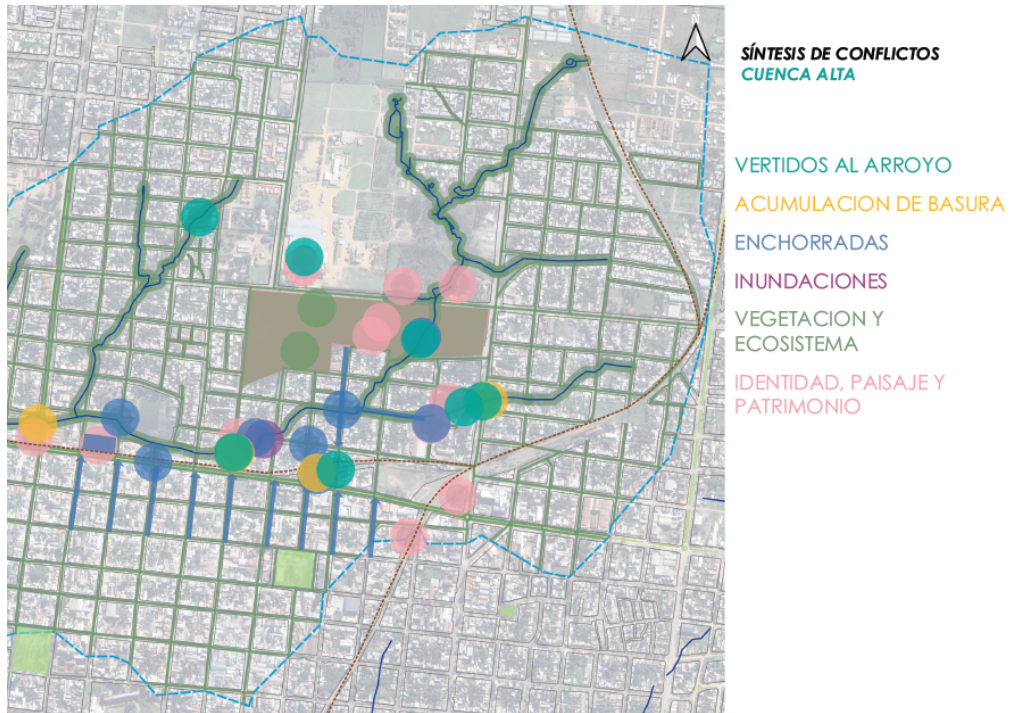 SÍNTESIS DE CONFLICTOS
CUENCA ALTA
VERTIDOS AL ARROYO
ACUMULACION DE BASURA
ENCHORRADAS
INUNDACIONES
VEGETACION Y
ECOSISTEMA
IDENTIDAD, PAISAJE Y
PATRIMONIO